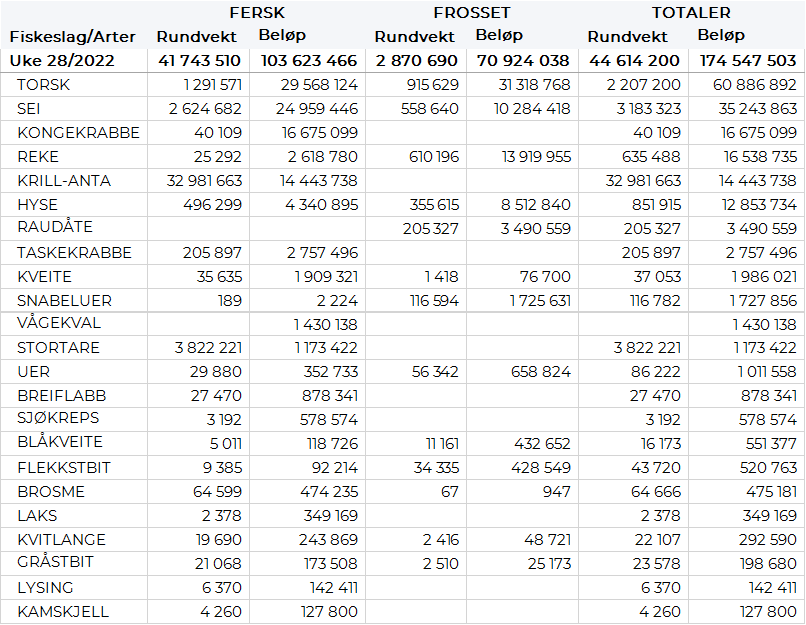 FERSK FROSSET TOTALER
Fiskeslag/Arter Rundvekt Beløp Rundvekt Beløp Rundvekt Beløp
Uke 28/2022 41 743 510 103 623 466 2 870 690 70 924 038 44 614 200 174 547 503
TORSK 1 291 571 29 568 124 915 629 31 318 768 2 207 200 60 886 892
SEI 2 624 682 24 959 446 558 640 10 284 418 3 183 323 35 243 863
KONGEKRABBE 40 109 16 675 099 40 109 16 675 099
REKE 25 292 2 618 780 610 196 13 919 955 635 488 16 538 735
KRILL-ANTA 32 981 663 14 443 738 32 981 663 14 443 738
HYSE 496 299 4 340 895 355 615 8 512 840 851 915 12 853 734
RAUDÅTE 205 327 3 490 559 205 327 3 490 559
TASKEKRABBE 205 897 2 757 496 205 897 2 757 496
KVEITE 35 635 1 909 321 1 418 76 700 37 053 1 986 021
SNABELUER 189 2 224 116 594 1 725 631 116 782 1 727 856
VÅGEKVAL 1 430 138 1 430 138
STORTARE 3 822 221 1 173 422 3 822 221 1 173 422
UER 29 880 352 733 56 342 658 824 86 222 1 011 558
BREIFLABB 27 470 878 341 27 470 878 341
SJØKREPS 3 192 578 574 3 192 578 574
BLÅKVEITE 5 011 118 726 11 161 432 652 16 173 551 377
FLEKKSTBIT 9 385 92 214 34 335 428 549 43 720 520 763
BROSME 64 599 474 235 67 947 64 666 475 181
LAKS 2 378 349 169 2 378 349 169
KVITLANGE 19 690 243 869 2 416 48 721 22 107 292 590
GRÅSTBIT 21 068 173 508 2 510 25 173 23 578 198 680
LYSING 6 370 142 411 6 370 142 411
KAMSKJELL 4 260 127 800 4 260 127 800